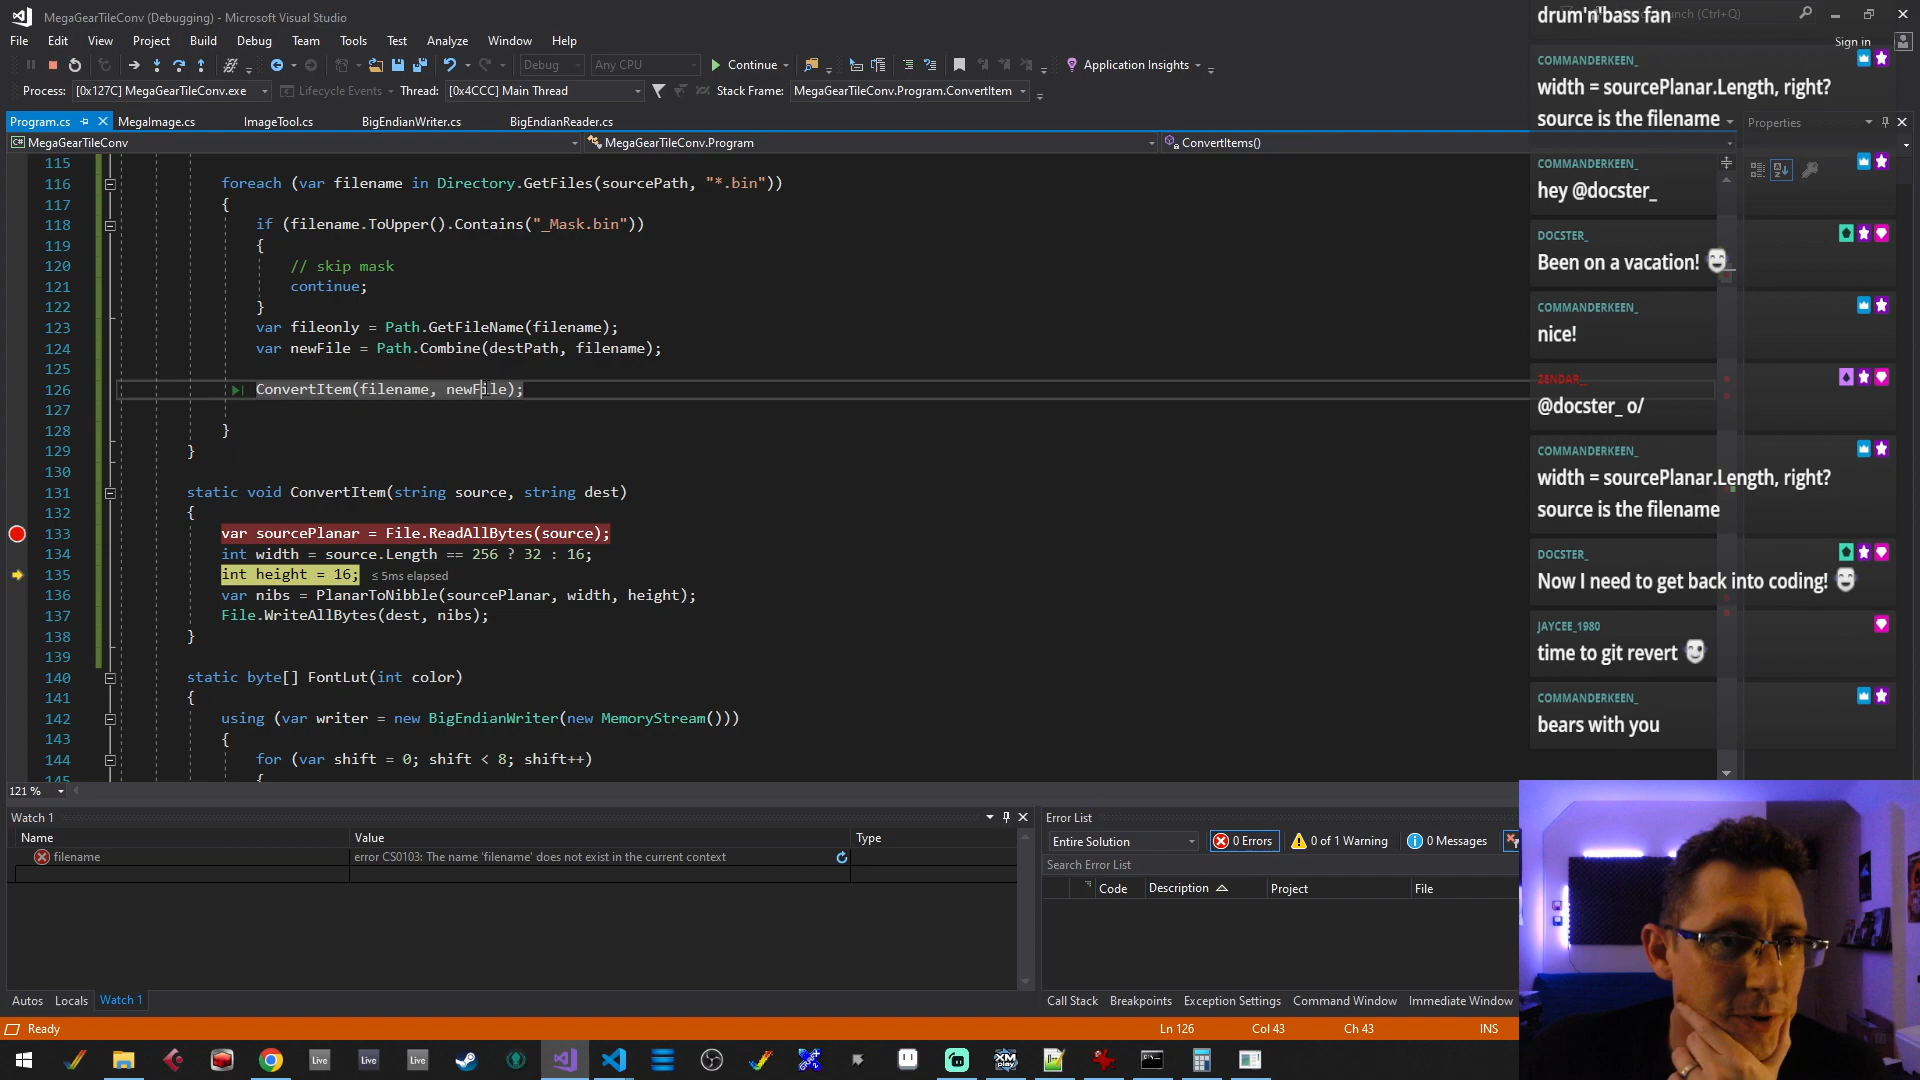 MegaGearTileConv (Debugging) - Microsoft Visual Studio
Launch (Ctrl+Q)
File Edit View Project Build Debug Team Tools Test Analyze Window Help
Sign in
Debug Any CPU Continue Application Insights
Process: [0x127C] MegaGearTileConv.exe Lifecycle Events Thread: [0x4CCC] Main Thread Stack Frame: MegaGearTileConv.Program.ConvertItem
Program.cs MegaImage.cs ImageTool.cs BigEndianWriter.cs BigEndianReader.cs
Properties
MegaGearTileConv MegaGearTileConv.Program ConvertItems()
115
116 foreach (var filename in Directory.GetFiles(sourcePath, "*.bin"))
117 {
118 if (filename.ToUpper().Contains("_Mask.bin"))
119 {
120 // skip mask
121 continue;
122 }
123 var fileonly = Path.GetFileName(filename);
124 var newFile = Path.Combine(destPath, filename);
125
126 ConvertItem(filename, newFile);
127
128 }
129 }
130
131 static void ConvertItem(string source, string dest)
132 {
133 var sourcePlanar = File.ReadAllBytes(source);
134 int width = source.Length == 256 ? 32 : 16;
135 int height = 16; ≤ 5ms elapsed
136 var nibs = PlanarToNibble(sourcePlanar, width, height);
137 File.WriteAllBytes(dest, nibs);
138 }
139
140 static byte[] FontLut(int color)
141 {
142 using (var writer = new BigEndianWriter(new MemoryStream()))
143 {
144 for (var shift = 0; shift < 8; shift++)
145 {
121 %
drum'n'bass fan
COMMANDERKEEN_
width = sourcePlanar.Length, right?
source is the filename
COMMANDERKEEN_
hey @docster_
DOCSTER_
Been on a vacation!
COMMANDERKEEN_
nice!
ZENDAR__
@docster_ o/
COMMANDERKEEN_
width = sourcePlanar.Length, right?
source is the filename
DOCSTER_
Now I need to get back into coding!
JAYCEE_1980
time to git revert
COMMANDERKEEN_
bears with you
Watch 1
Name Value Type
filename error CS0103: The name 'filename' does not exist in the current context
Autos Locals Watch 1
Error List
Entire Solution 0 Errors 0 of 1 Warning 0 Messages
Search Error List
Code Description Project File
Call Stack Breakpoints Exception Settings Command Window Immediate Window
Ready Ln 126 Col 43 Ch 43 INS
Live Live Live
XM play